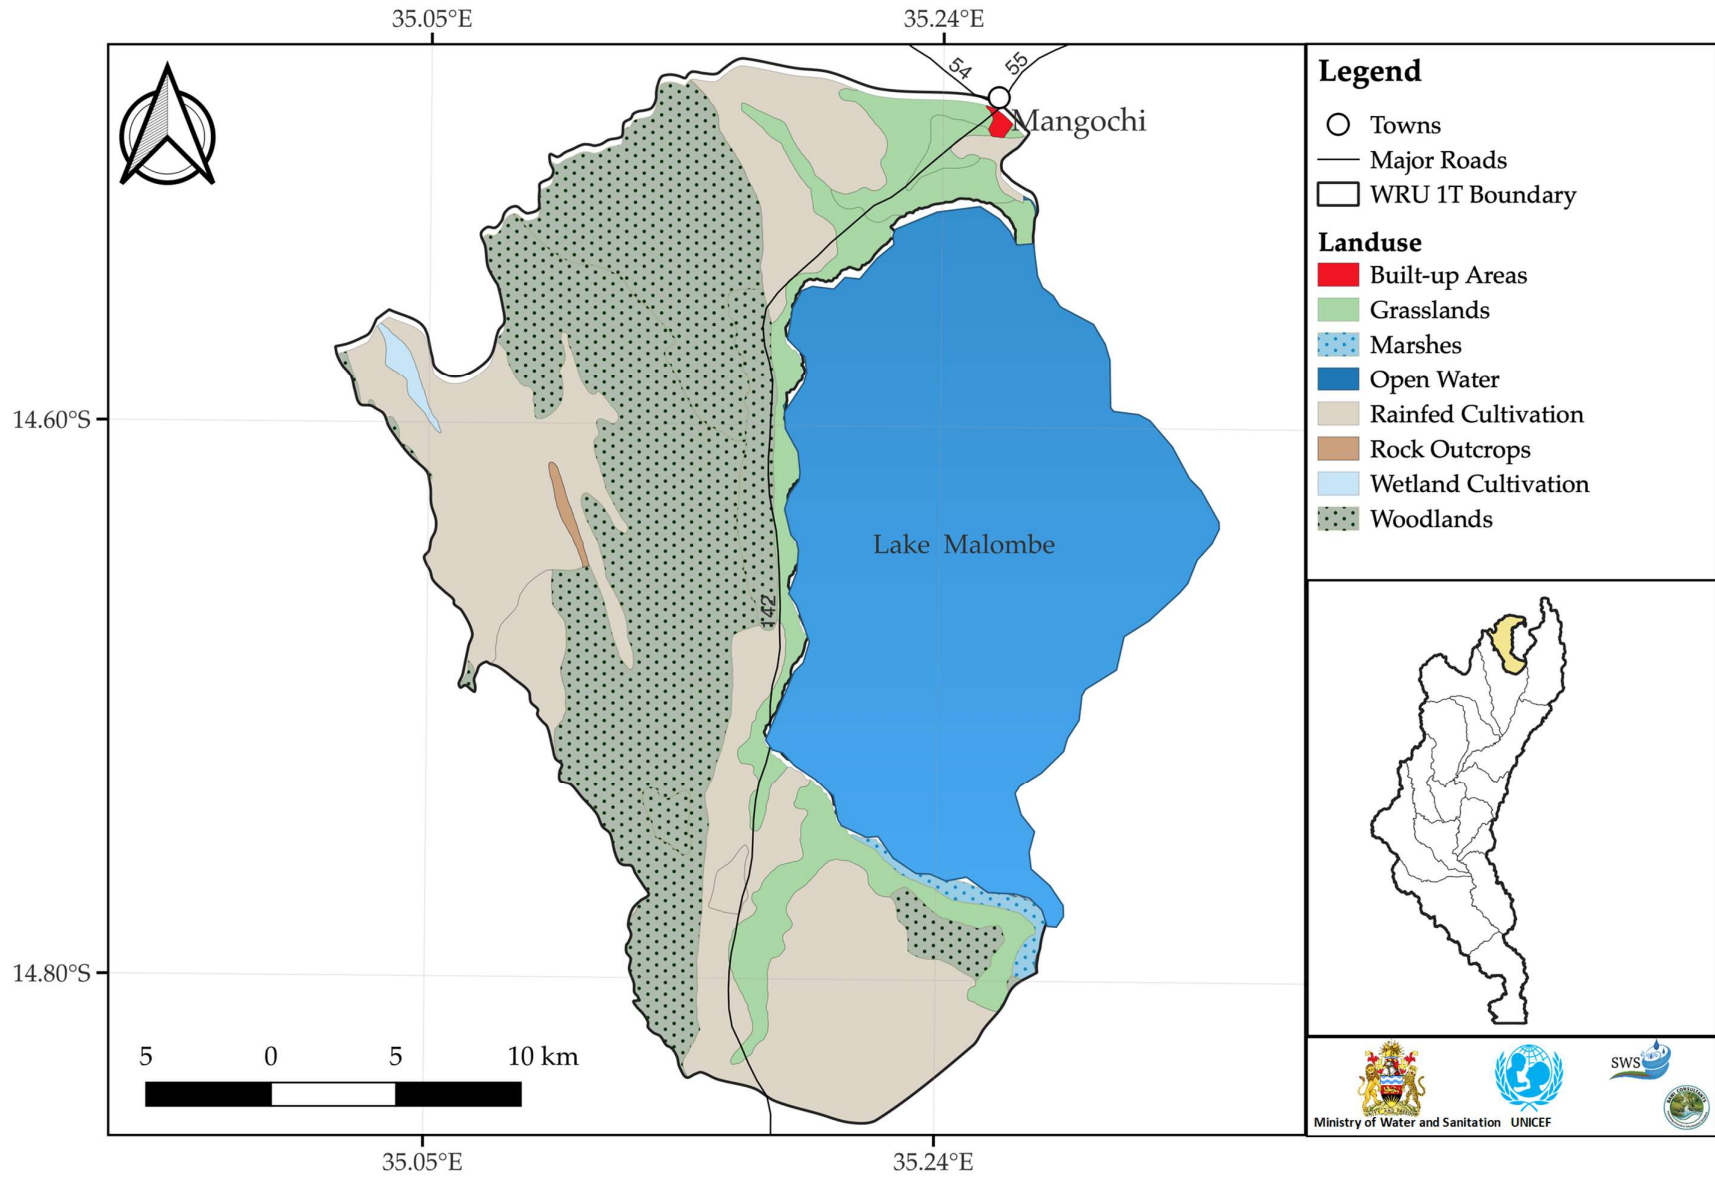 35.05°E
35.24°E
54
55
Mangochi
14.60°S
Lake Malombe
142
14.80°S
5 0 5 10 km
35.05°E
35.24°E
Legend
Towns
Major Roads
WRU 1T Boundary
Landuse
Built-up Areas
Grasslands
Marshes
Open Water
Rainfed Cultivation
Rock Outcrops
Wetland Cultivation
Woodlands
SWS
Ministry of Water and Sanitation
UNICEF